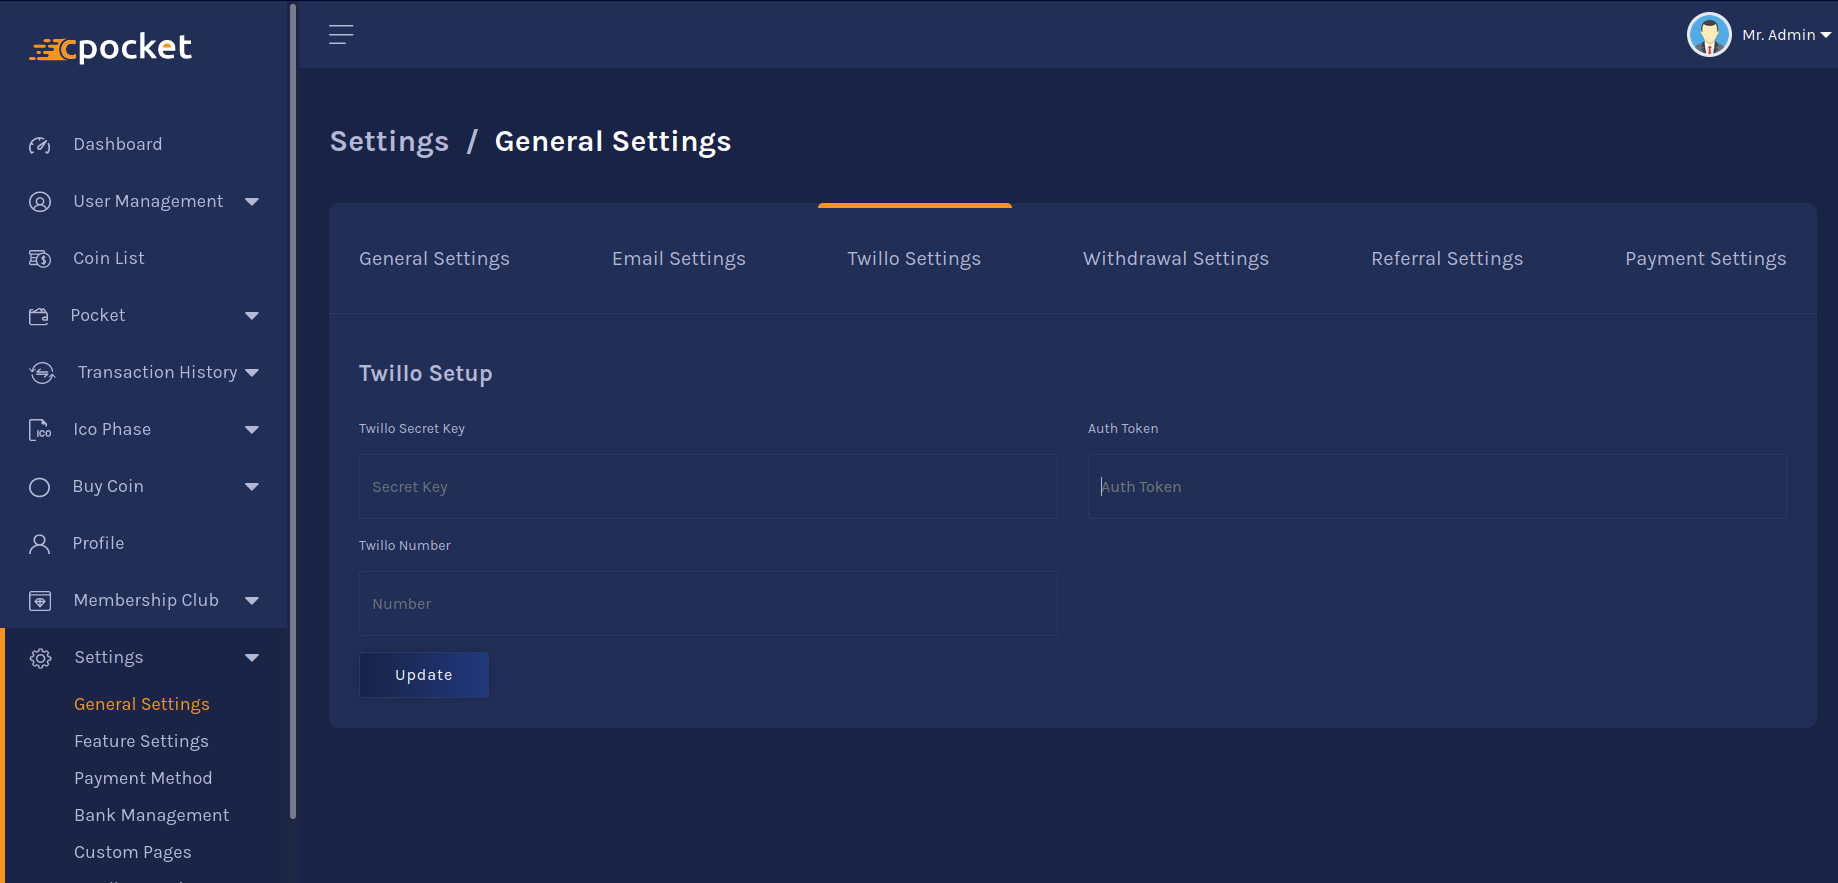 cpocket
Mr. Admin
Dashboard
User Management
Coin List
Pocket
Transaction History
ICO
Ico Phase
Buy Coin
Profile
Membership Club
Settings
General Settings
Feature Settings
Payment Method
Bank Management
Custom Pages
Settings / General Settings
General Settings
Email Settings
Twillo Settings
Withdrawal Settings
Referral Settings
Payment Settings
Twillo Setup
Twillo Secret Key
Auth Token
Secret Key
Auth Token
Twillo Number
Number
Update